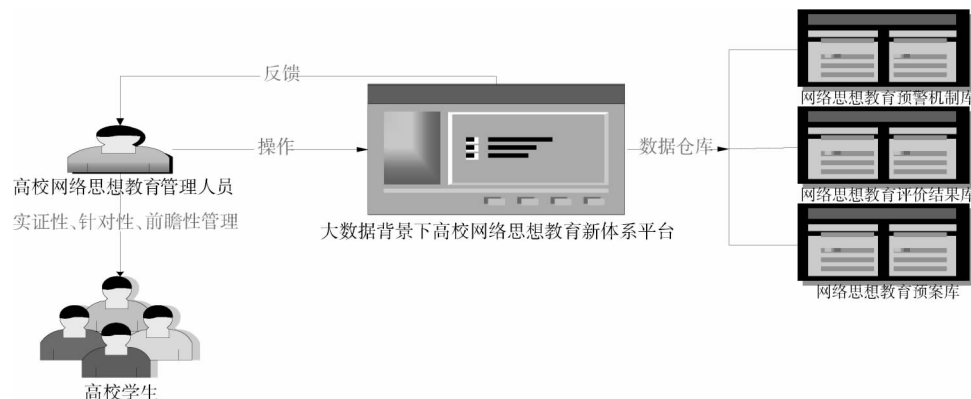 反馈
网络思想教育预警机制库
操作
数据仓库
高校网络思想教育管理人员
网络思想教育评价结果库
实证性、针对性、前瞻性管理
大数据背景下高校网络思想教育新体系平台
网络思想教育预案库
高校学生